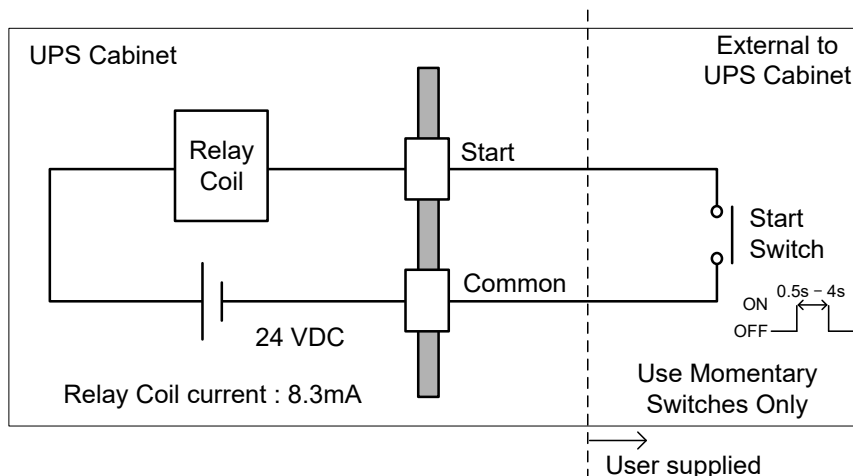 UPS Cabinet
External to
UPS Cabinet
Relay
Coil
Start
Start
Switch
Common
0.5s – 4s
ON
OFF
24 VDC
Relay Coil current : 8.3mA
Use Momentary
Switches Only
User supplied